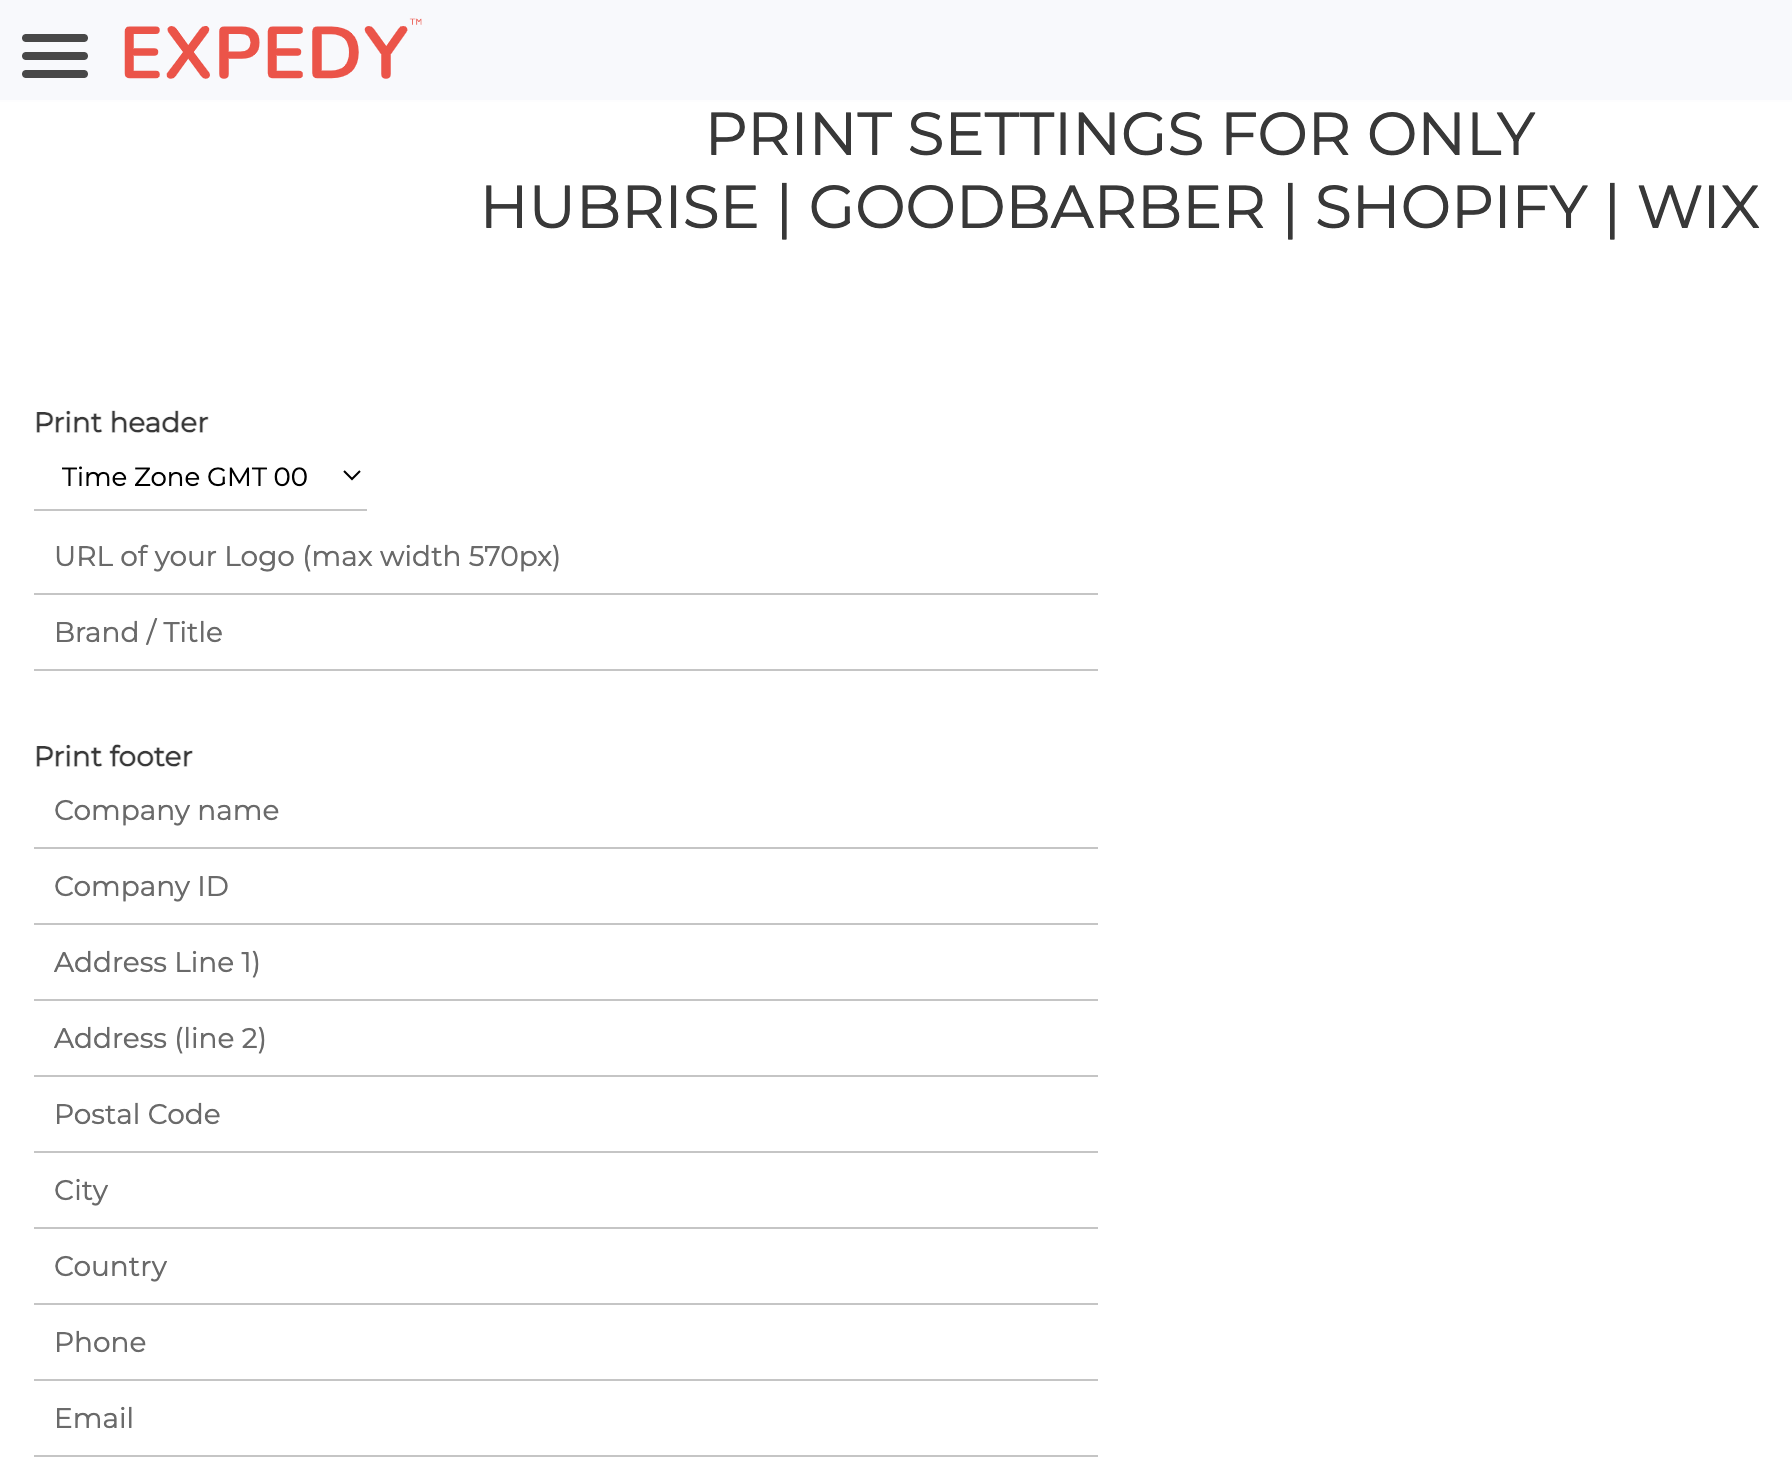 EXPEDY™
PRINT SETTINGS FOR ONLY
HUBRISE | GOODBARBER | SHOPIFY | WIX
Print header
Time Zone GMT 00
URL of your Logo (max width 570px)
Brand / Title
Print footer
Company name
Company ID
Address Line 1)
Address (line 2)
Postal Code
City
Country
Phone
Email